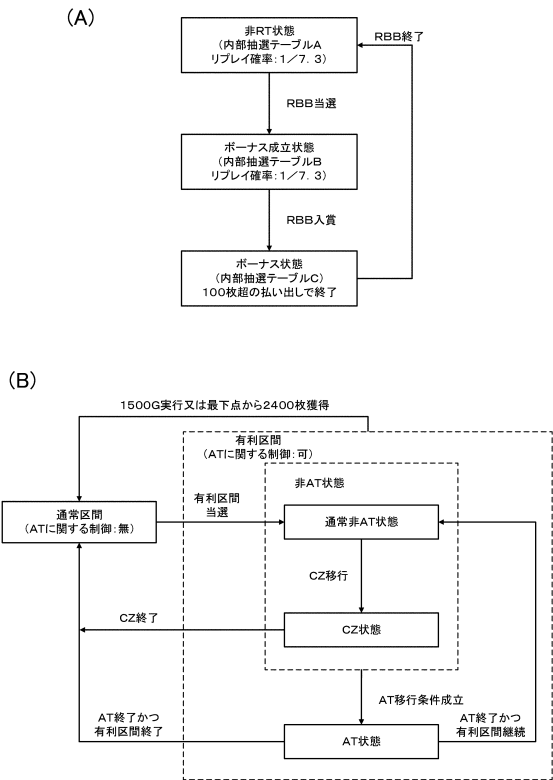 (A)
非RT状態
(内部抽選テーブルA
リプレイ確率:1/7.3)
RBB終了
RBB当選
ボーナス成立状態
(内部抽選テーブルB
リプレイ確率:1/7.3)
RBB入賞
ボーナス状態
(内部抽選テーブルC)
100枚超の払い出しで終了
(B)
1500G実行又は最下点から2400枚獲得
有利区間
(ATに関する制御:可)
非AT状態
通常区間
(ATに関する制御:無)
有利区間
当選
通常非AT状態
CZ移行
CZ終了
CZ状態
AT移行条件成立
AT終了かつ
有利区間終了
AT状態
AT終了かつ
有利区間継続